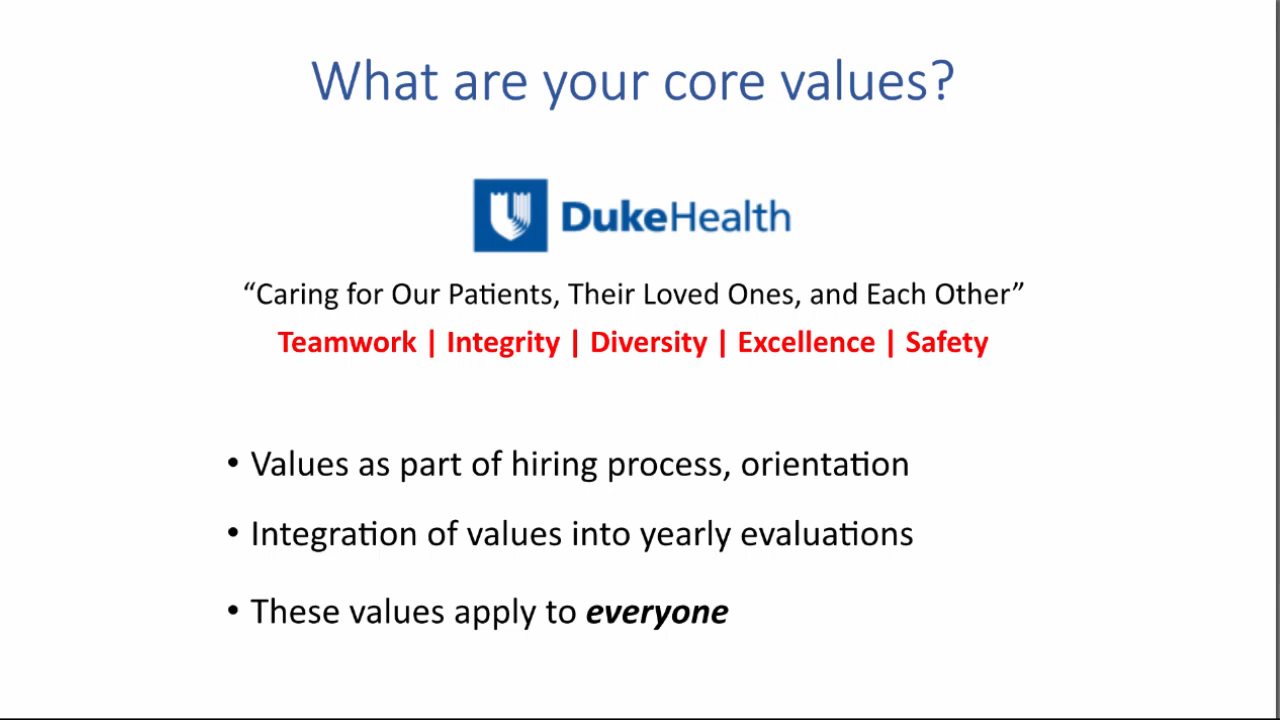 What are your core values?
DukeHealth
“Caring for Our Patients, Their Loved Ones, and Each Other”
Teamwork | Integrity | Diversity | Excellence | Safety
• Values as part of hiring process, orientation
• Integration of values into yearly evaluations
• These values apply to everyone